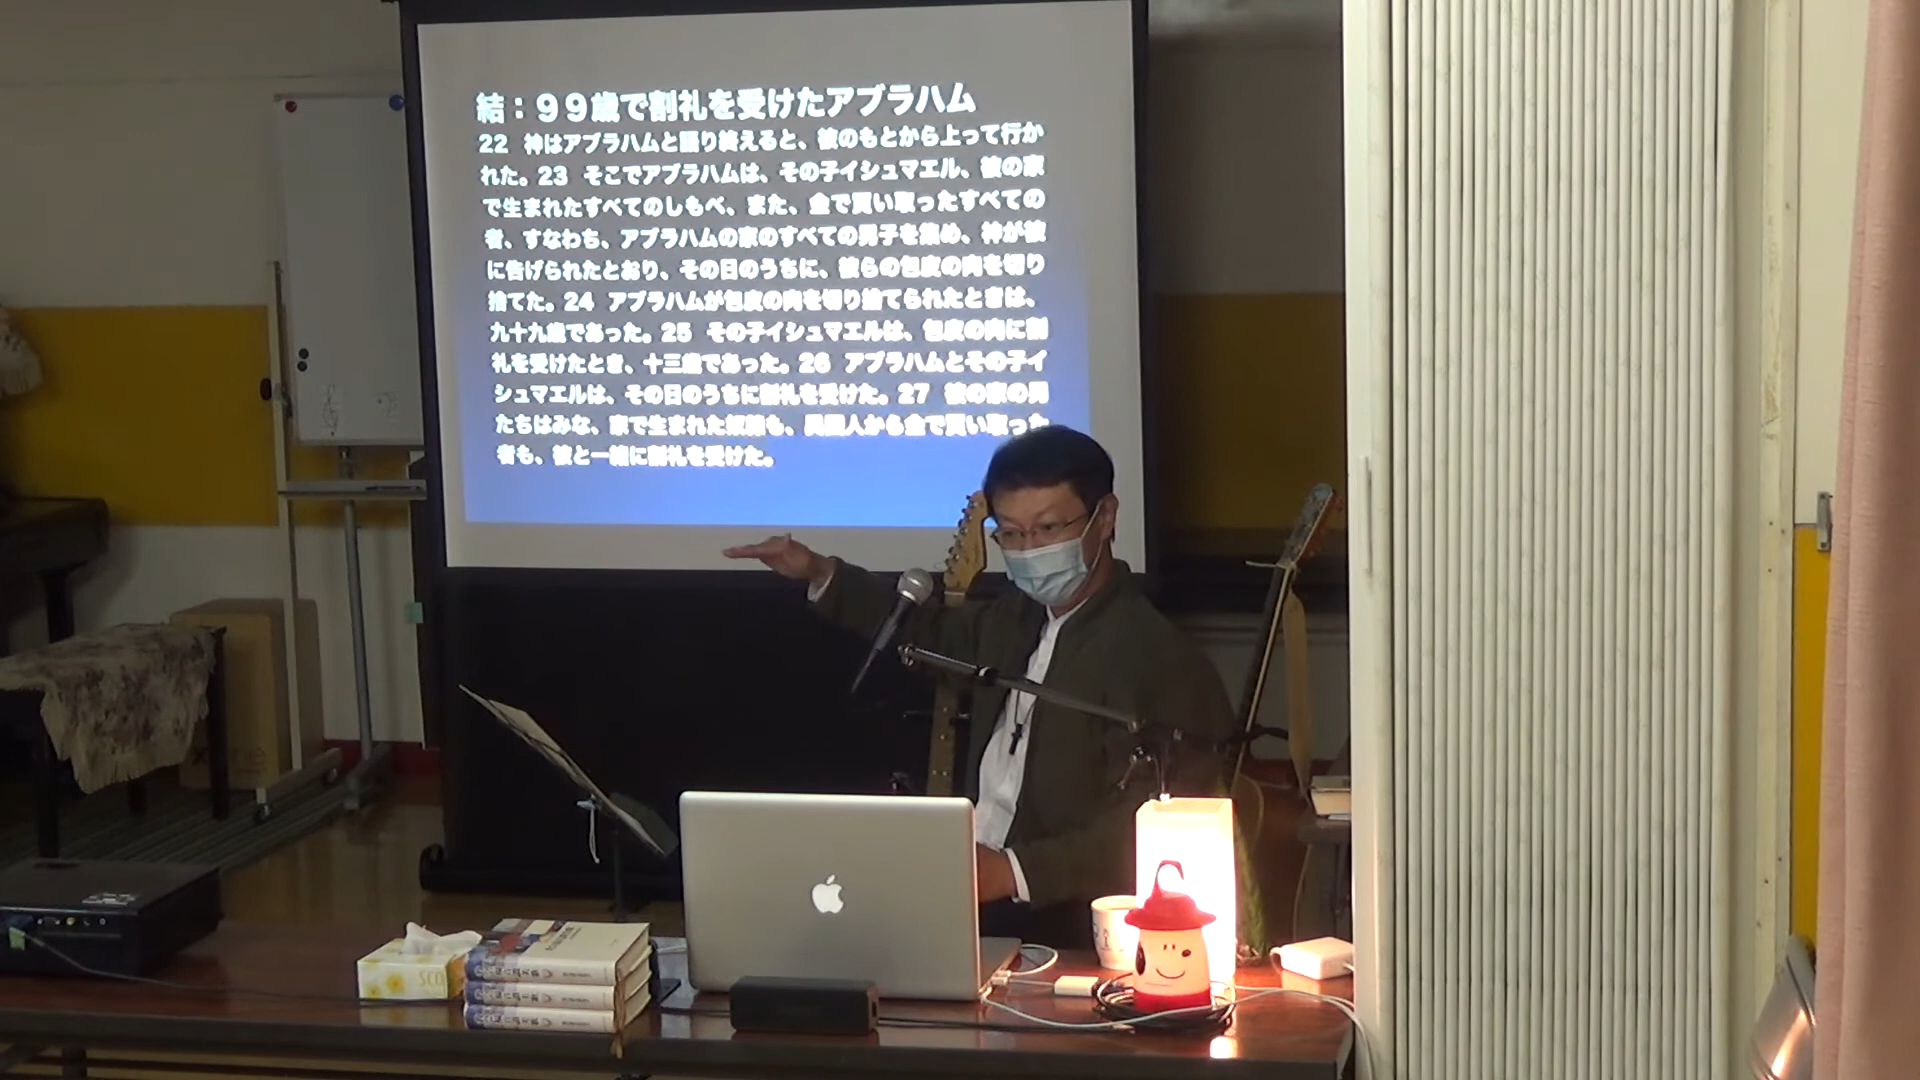 結：９９歳で割礼を受けたアブラハム
22 神はアブラハムと語り終えると、彼のもとから上って行か
れた。23 そこでアブラハムは、その子イシュマエル、彼の家
で生まれたすべてのしもべ、また、金で買い取ったすべての
者、すなわち、アブラハムの家のすべての男子を集め、神が彼
に告げられたとおり、その日のうちに、彼らの包皮の肉を切り
捨てた。24 アブラハムが包皮の肉を切り捨てられたときは、
九十九歳であった。25 その子イシュマエルは、包皮の肉に割
礼を受けたとき、十三歳であった。26 アブラハムとその子イ
シュマエルは、その日のうちに割礼を受けた。27 彼の家の男
たちはみな、家で生まれた奴隷も、異国人から金で買い取った
者も、彼と一緒に割礼を受けた。